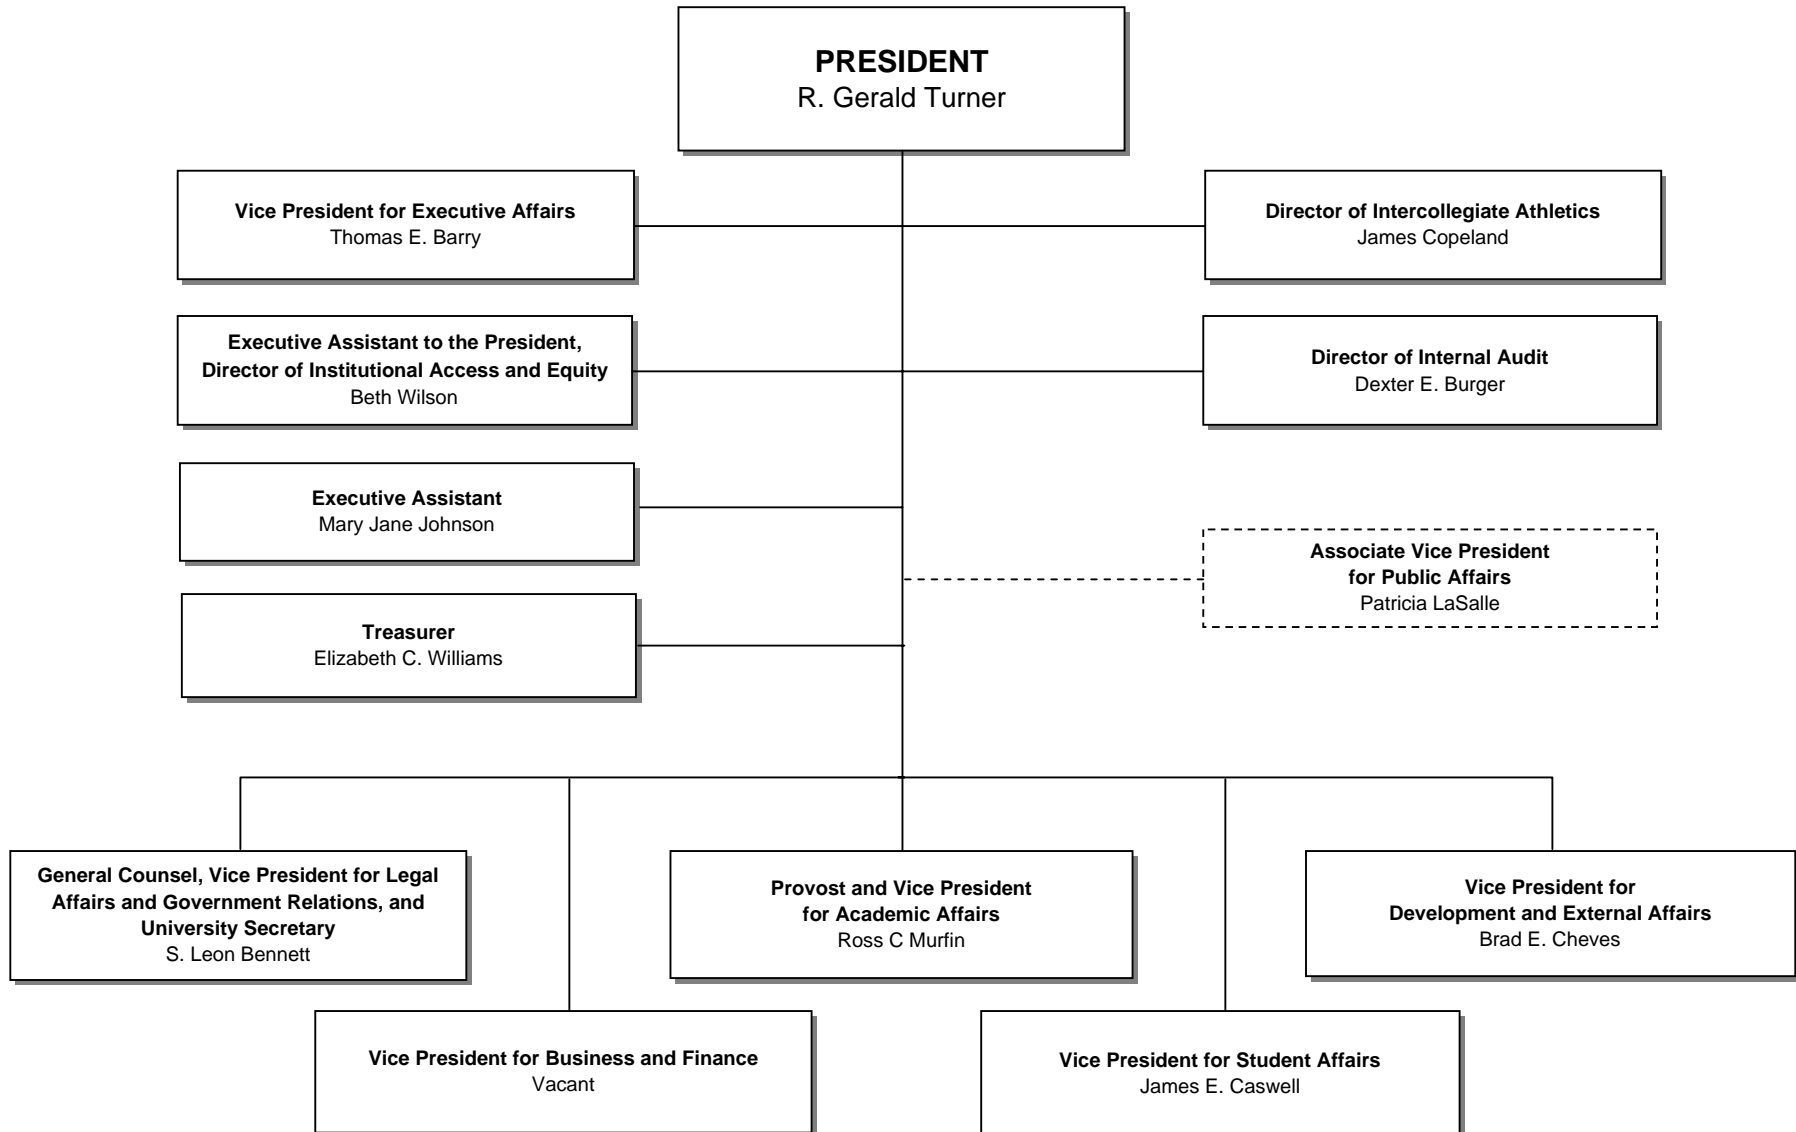 PRESIDENT
R. Gerald Turner
Vice President for Executive Affairs
Thomas E. Barry
Director of Intercollegiate Athletics
James Copeland
Executive Assistant to the President,
Director of Institutional Access and Equity
Beth Wilson
Director of Internal Audit
Dexter E. Burger
Executive Assistant
Mary Jane Johnson
Associate Vice President
for Public Affairs
Patricia LaSalle
Treasurer
Elizabeth C. Williams
General Counsel, Vice President for Legal
Affairs and Government Relations, and
University Secretary
S. Leon Bennett
Provost and Vice President
for Academic Affairs
Ross C Murfin
Vice President for
Development and External Affairs
Brad E. Cheves
Vice President for Business and Finance
Vacant
Vice President for Student Affairs
James E. Caswell